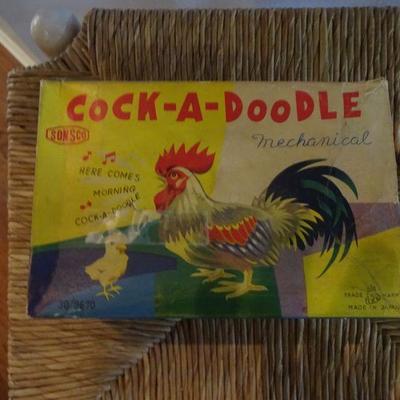 COCK-A-DOODLE
Mechanical
SONSCO
HERE COMES
MORNING
COCK-A-DOODLE
TRADE MARK
MADE IN JAPAN